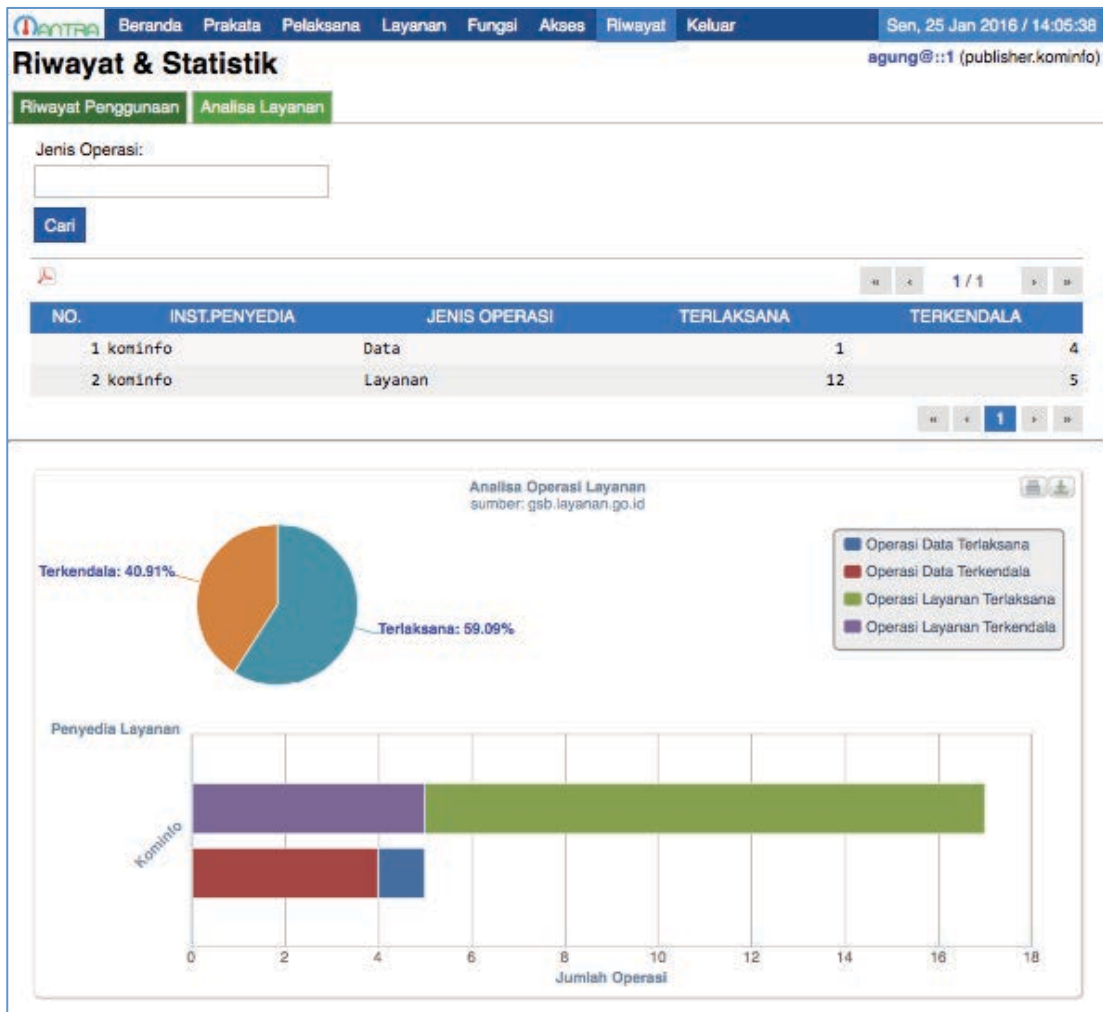 MANTRA Beranda Prakata Pelaksana Layanan Fungsi Akses Riwayat Keluar Sen, 25 Jan 2016 / 14:05:38
Riwayat & Statistik agung@::1 (publisher.kominfo)
Riwayat Penggunaan Analisa Layanan
Jenis Operasi:
Cari
« ‹ 1 / 1 › »
NO. INST.PENYEDIA JENIS OPERASI TERLAKSANA TERKENDALA
1 kominfo Data 1 4
2 kominfo Layanan 12 5
« ‹ 1 › »
Analisa Operasi Layanan
sumber: gsb.layanan.go.id
Operasi Data Terlaksana
Operasi Data Terkendala
Operasi Layanan Terlaksana
Operasi Layanan Terkendala
Terkendala: 40.91%
Terlaksana: 59.09%
Penyedia Layanan
Kominfo
0 2 4 6 8 10 12 14 16 18
Jumlah Operasi